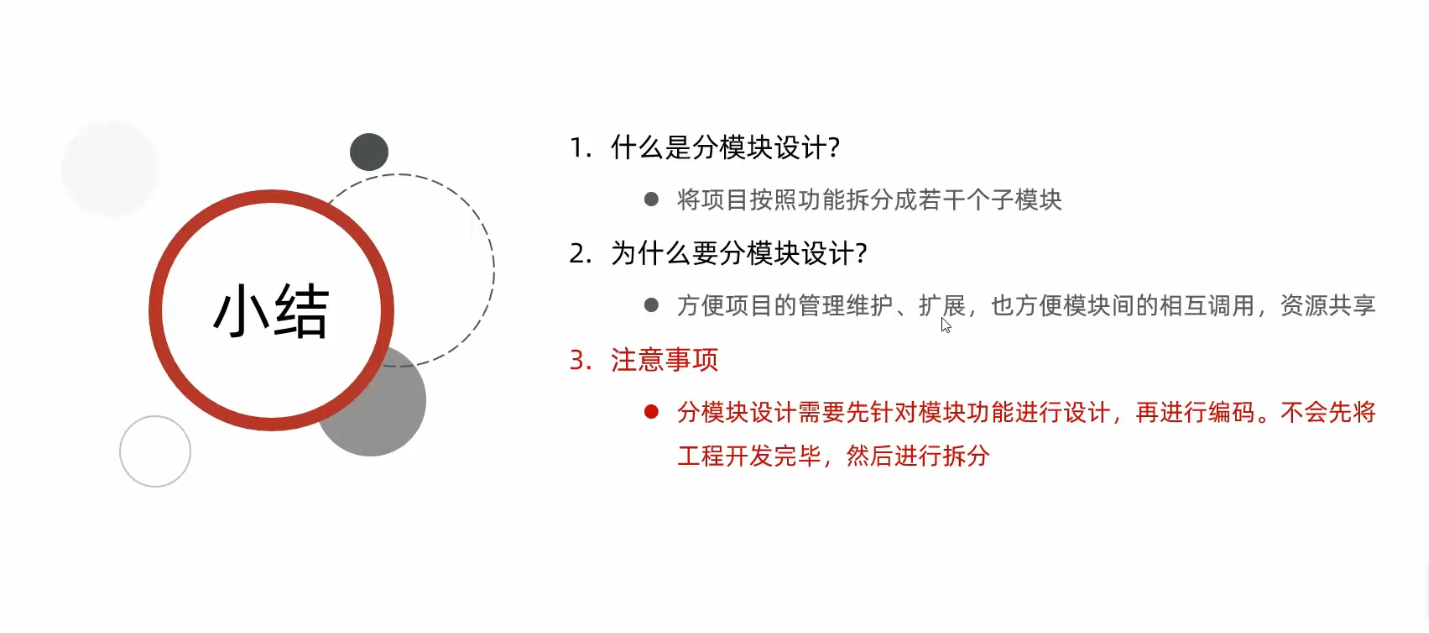 小结
1. 什么是分模块设计?
● 将项目按照功能拆分成若干个子模块
2. 为什么要分模块设计?
● 方便项目的管理维护、扩展，也方便模块间的相互调用，资源共享
3. 注意事项
● 分模块设计需要先针对模块功能进行设计，再进行编码。不会先将
工程开发完毕，然后进行拆分